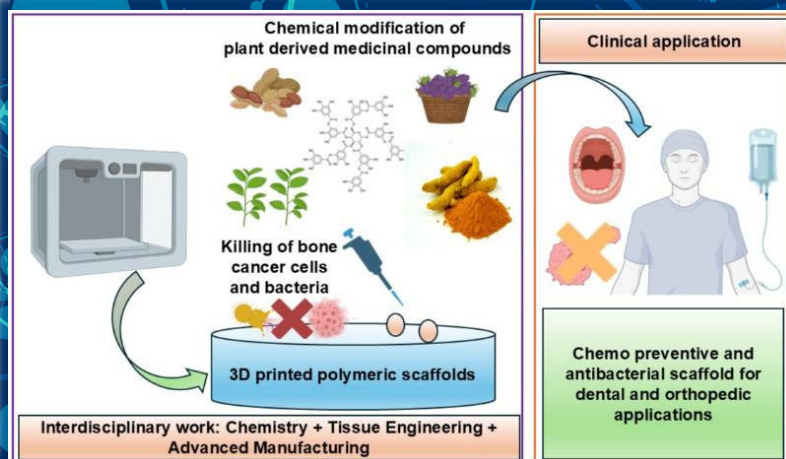 Chemical modification of
plant derived medicinal compounds
Killing of bone
cancer cells
and bacteria
3D printed polymeric scaffolds
Interdisciplinary work: Chemistry + Tissue Engineering +
Advanced Manufacturing
Clinical application
Chemo preventive and
antibacterial scaffold for
dental and orthopedic
applications